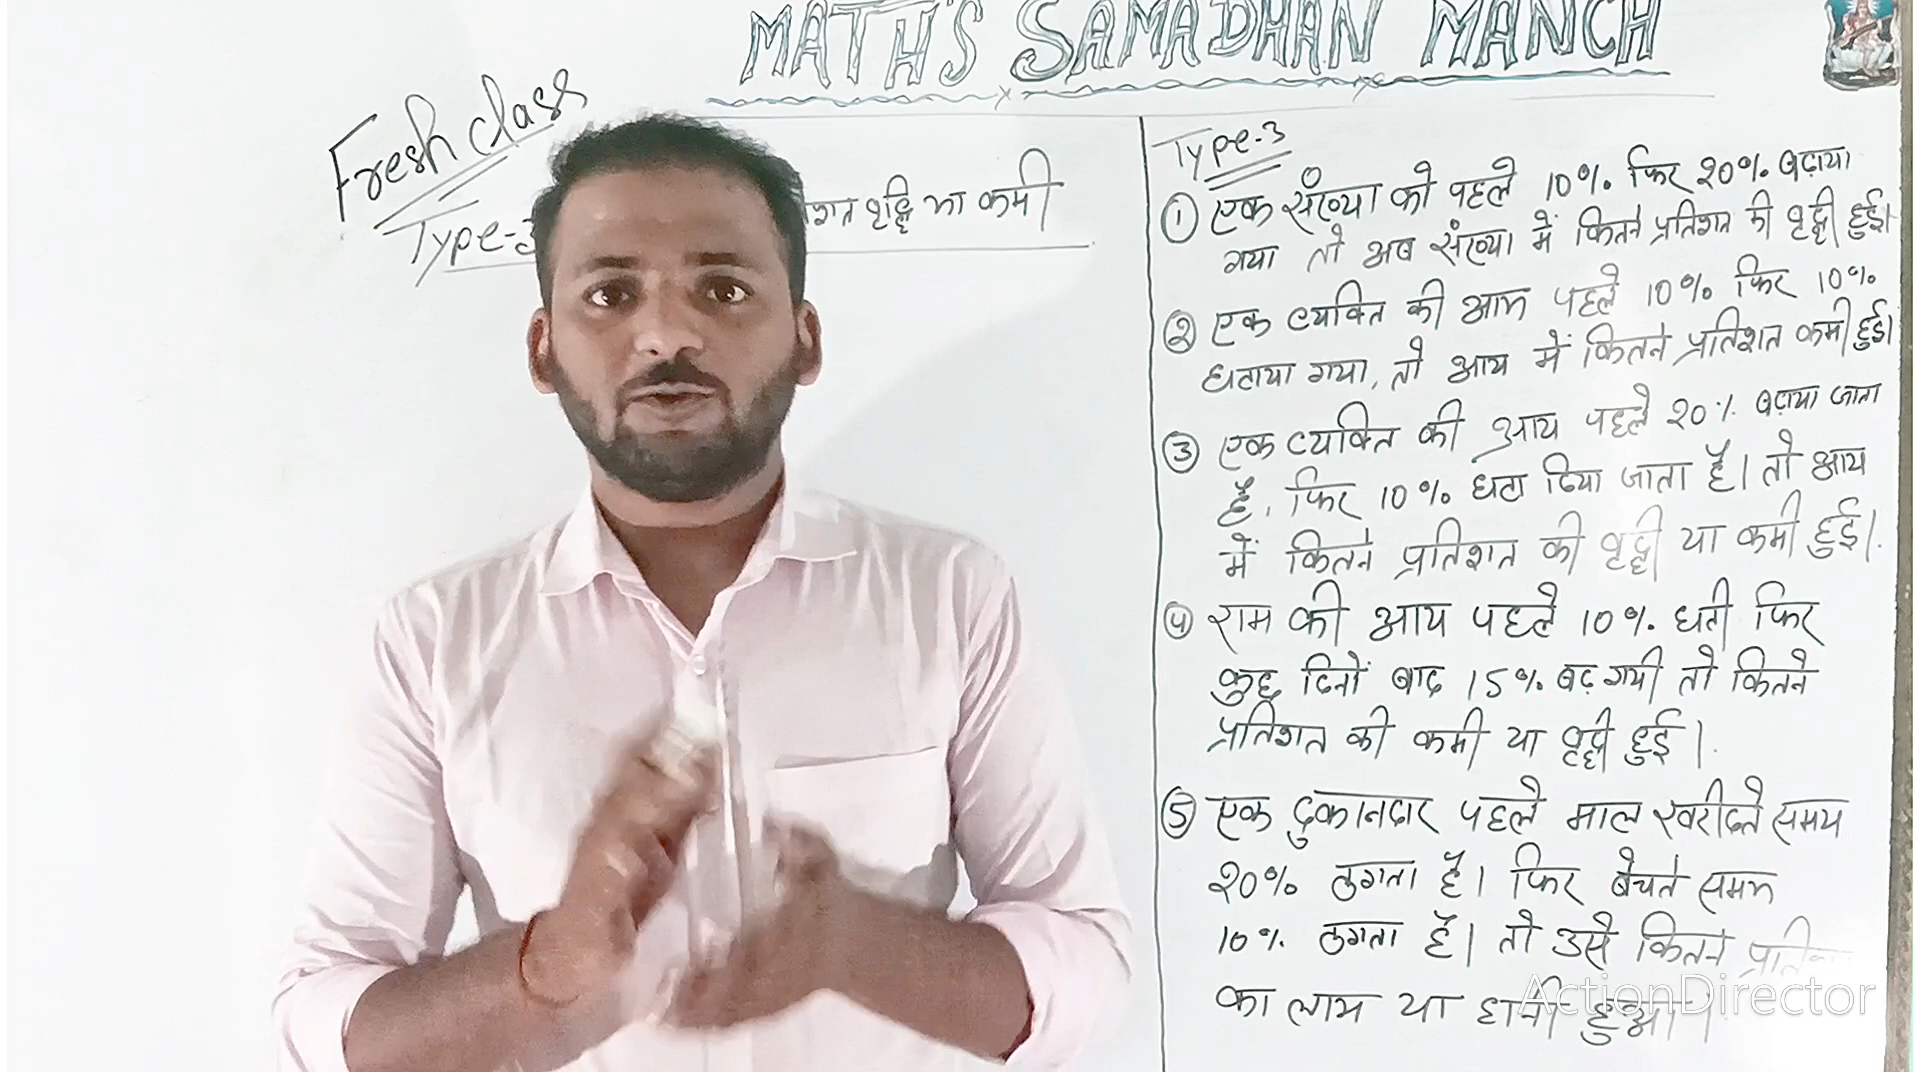 MATH'S SAMADHAN MANCH
Fresh class
Type-3
वृद्धि या कमी
Type-3
① एक संख्या को पहले 10% फिर 20% बढ़ाया
गया तो अब संख्या में कितने प्रतिशत की वृद्धी हुई।
② एक व्यक्ति की आय पहले 10% फिर 10%
घटाया गया, तो आय में कितने प्रतिशत कमी हुई।
③ एक व्यक्ति की आय पहले 20% बढ़ाया जाता
है, फिर 10% घटा दिया जाता है। तो आय
में कितने प्रतिशत की वृद्धी या कमी हुई।
④ राम की आय पहले 10% घटी फिर
कुछ दिनों बाद 15% बढ़ गयी तो कितने
प्रतिशत की कमी या वृद्धी हुई।
⑤ एक दुकानदार पहले माल खरीदते समय
20% ठगता है। फिर बेचते समय
10% ठगता है। तो उसे कितने
का लाभ या हानी हुआ।
ActionDirector